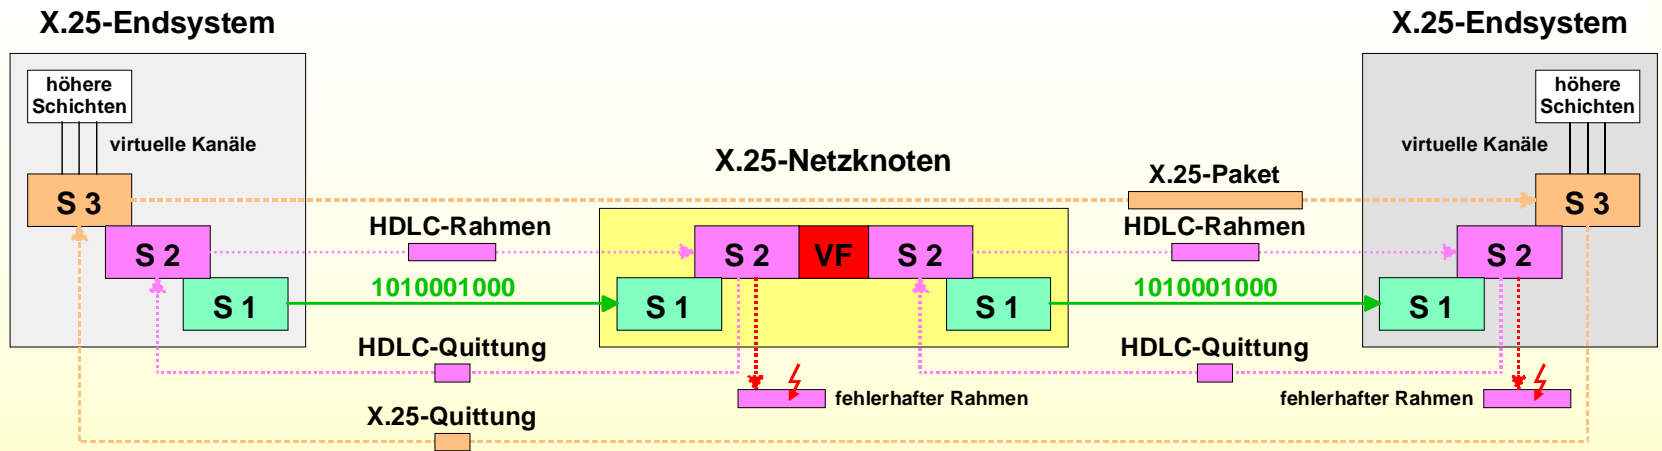 X.25-Endsystem
X.25-Endsystem
höhere
Schichten
virtuelle Kanäle
höhere
Schichten
virtuelle Kanäle
X.25-Netzknoten
X.25-Paket
S 3
S 3
HDLC-Rahmen
HDLC-Rahmen
S 2
S 2
VF
S 2
S 2
1010001000
1010001000
S 1
S 1
S 1
S 1
HDLC-Quittung
HDLC-Quittung
fehlerhafter Rahmen
fehlerhafter Rahmen
X.25-Quittung